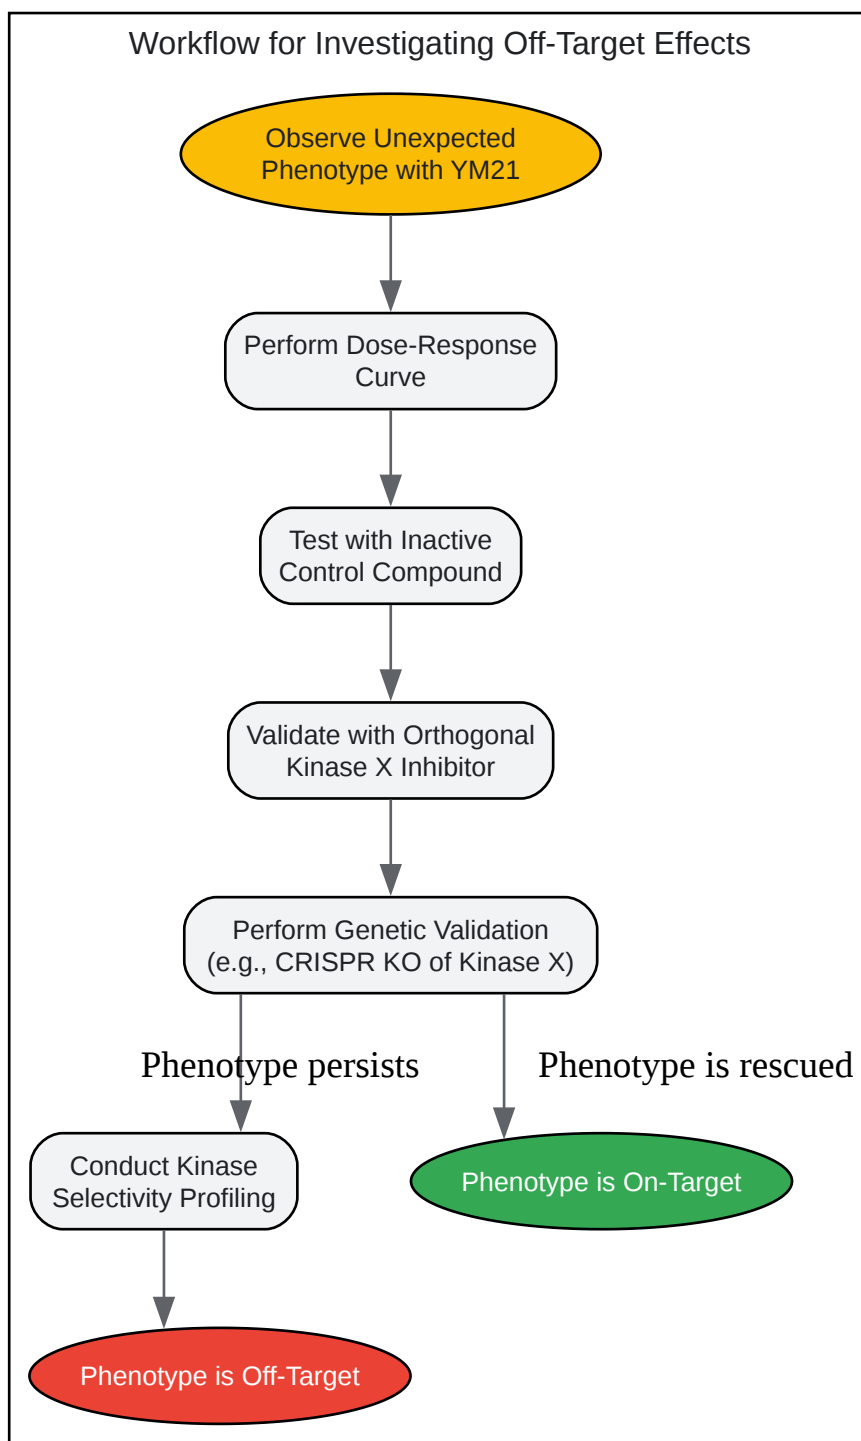 Workflow for Investigating Off-Target Effects
Observe Unexpected
Phenotype with YM21
Perform Dose-Response
Curve
Test with Inactive
Control Compound
Validate with Orthogonal
Kinase X Inhibitor
Perform Genetic Validation
(e.g., CRISPR KO of Kinase X)
Phenotype persists
Phenotype is rescued
Conduct Kinase
Selectivity Profiling
Phenotype is On-Target
Phenotype is Off-Target